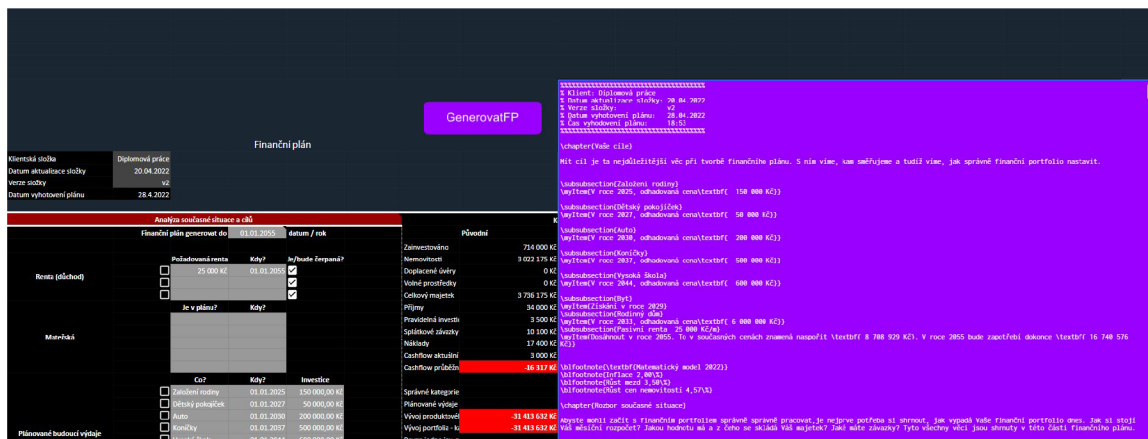 GenerovatFP
Finanční plán
Klientská složka Diplomová práce
Datum aktualizace složky 20.04.2022
Verze složky v2
Datum vyhotovení plánu 28.4.2022
Analýza současné situace a cílů
Finanční plán generovat do 01.01.2055 datum / rok
Požadovaná renta Kdy? Je/bude čerpaná?
Renta (důchod) 25 000 Kč 01.01.2055
Je v plánu? Kdy?
Mateřská
Co? Kdy? Investice
Založení rodiny 01.01.2025 150 000,00 Kč
Dětský pokojíček 01.01.2027 50 000,00 Kč
Auto 01.01.2030 200 000,00 Kč
Koníčky 01.01.2037 500 000,00 Kč
Plánované budoucí výdaje
K
Původní
Zainvestováno 714 000 Kč
Nemovitosti 3 022 175 Kč
Doplacené úvěry 0 Kč
Volné prostředky 0 Kč
Celkový majetek 3 736 175 Kč
Příjmy 34 000 Kč
Pravidelná investi 3 500 Kč
Splátkové závazky 10 100 Kč
Náklady 17 400 Kč
Cashflow aktuální 3 000 Kč
Cashflow průběžn -16 317 Kč
Správné kategorie
Plánované výdaje
Vývoj produktové -31 413 632 Kč
Vývoj portfolia - k -31 413 632 Kč
%%%%%%%%%%%%%%%%%%%%%%%%%%%%%%%%%%%
% Klient: Diplomová práce
% Datum aktualizace složky: 20.04.2022
% Verze složky: v2
% Datum vyhotovení plánu: 28.04.2022
% Čas vyhodovení plánu: 18:53
%%%%%%%%%%%%%%%%%%%%%%%%%%%%%%%%%%%
\chapter{Vaše cíle}
Mít cíl je ta nejdůležitější věc při tvorbě finančního plánu. S ním víme, kam směřujeme a tudíž víme, jak správně finanční portfolio nastavit.
\subsubsection{Založení rodiny}
\myItem{V roce 2025, odhadovaná cena\textbf{ 150 000 Kč}}
\subsubsection{Dětský pokojíček}
\myItem{V roce 2027, odhadovaná cena\textbf{ 50 000 Kč}}
\subsubsection{Auto}
\myItem{V roce 2030, odhadovaná cena\textbf{ 200 000 Kč}}
\subsubsection{Koníčky}
\myItem{V roce 2037, odhadovaná cena\textbf{ 500 000 Kč}}
\subsubsection{Vysoká škola}
\myItem{V roce 2044, odhadovaná cena\textbf{ 600 000 Kč}}
\subsubsection{Byt}
\myItem{Získání v roce 2029}
\subsubsection{Rodinný dům}
\myItem{V roce 2033, odhadovaná cena\textbf{ 6 000 000 Kč}}
\subsubsection{Pasivní renta 25 000 Kč/m}
\myItem{Dosáhnout v roce 2055. To v současných cenách znamená naspořit \textbf{ 8 708 929 Kč}. V roce 2055 bude zapotřebí dokonce \textbf{ 16 740 576
Kč}}
\blfootnote{\textbf{Matematický model 2022}}
\blfootnote{Inflace 2,00\%}
\blfootnote{Růst mezd 3,50\%}
\blfootnote{Růst cen nemovitostí 4,57\%}
\chapter{Rozbor současné situace}
Abyste mohli začít s finančním portfoliem správně správně pracovat,je nejprve potřeba si shrnout, jak vypadá Vaše finanční portfolio dnes. Jak si stojí
Váš měsíční rozpočet? Jakou hodnotu má a z čeho se skládá Váš majetek? Jaké máte závazky? Tyto všechny věci jsou shrnuty v této části finančního plánu.